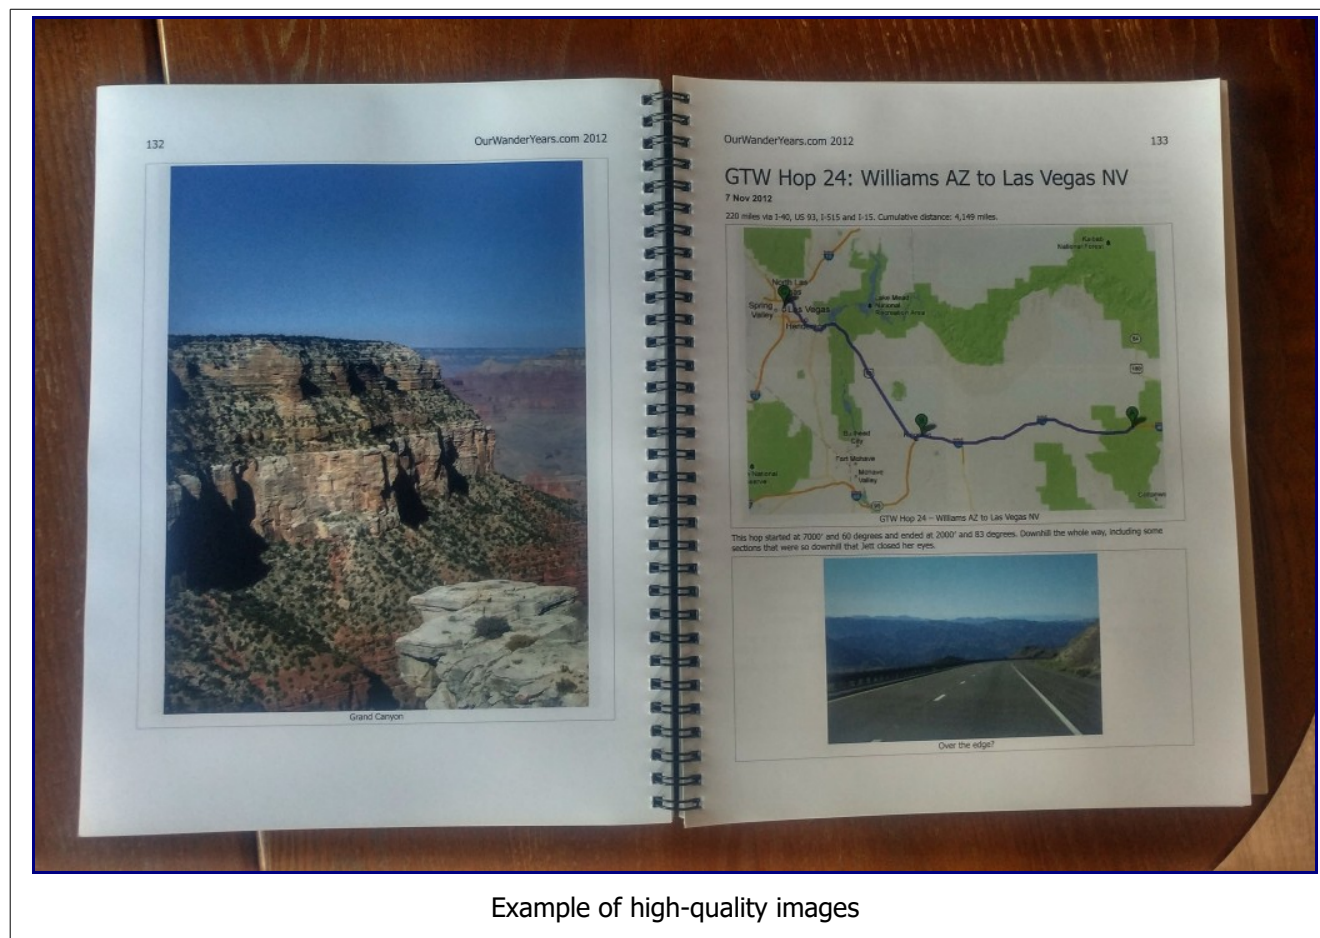 132
OurWanderYears.com 2012
Grand Canyon
OurWanderYears.com 2012
133
GTW Hop 24: Williams AZ to Las Vegas NV
7 Nov 2012
220 miles via I-40, US 93, I-515 and I-15. Cumulative distance: 4,149 miles.
Kaibab
National Forest
North Las
Spring
Valley
Las Vegas
Lake Mead
National
Recreation Area
Bullhead
City
Fort Mohave
Mohave
Valley
95
GTW Hop 24 – Williams AZ to Las Vegas NV
This hop started at 7000' and 60 degrees and ended at 2000' and 83 degrees. Downhill the whole way, including some
sections that were so downhill that Jett closed her eyes.
Over the edge?
Example of high-quality images